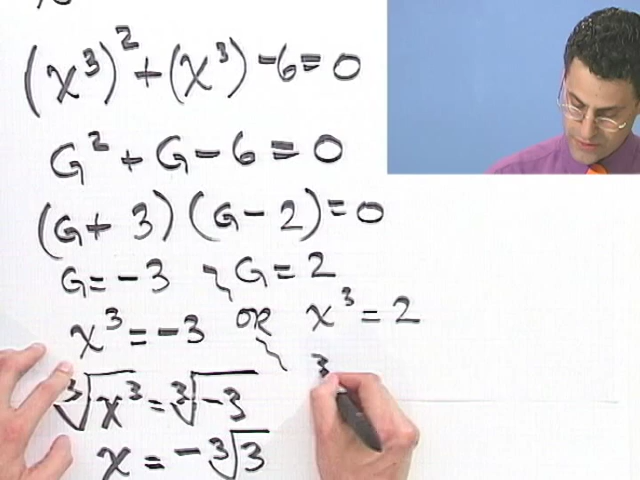 (x³)² + (x³) - 6 = 0
G² + G - 6 = 0
(G + 3) (G - 2) = 0
G = -3 G = 2
x³ = -3 or x³ = 2
∛x³ = ∛-3 3
x = -∛3